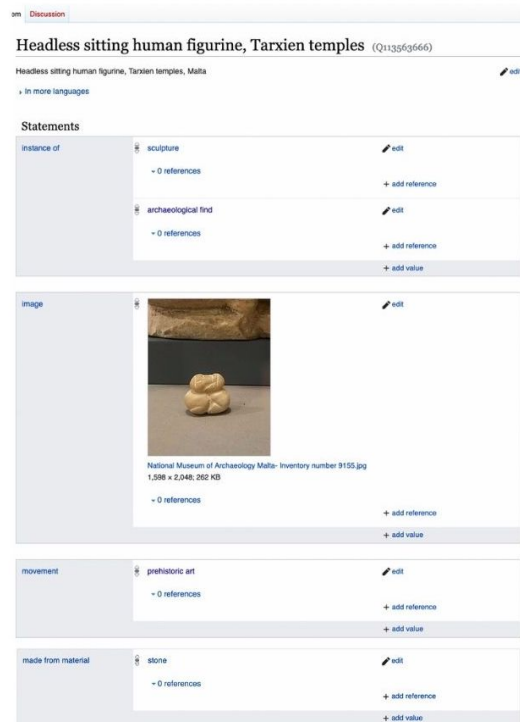 Discussion
Headless sitting human figurine, Tarxien temples (Q113563666)
Headless sitting human figurine, Tarxien temples, Malta
edit
In more languages
Statements
instance of
sculpture
edit
0 references
+ add reference
archaeological find
edit
0 references
+ add reference
+ add value
image
edit
National Museum of Archaeology Malta- Inventory number 9155.jpg
1,598 × 2,048; 262 KB
0 references
+ add reference
+ add value
movement
prehistoric art
edit
0 references
+ add reference
+ add value
made from material
stone
edit
0 references
+ add reference
+ add value